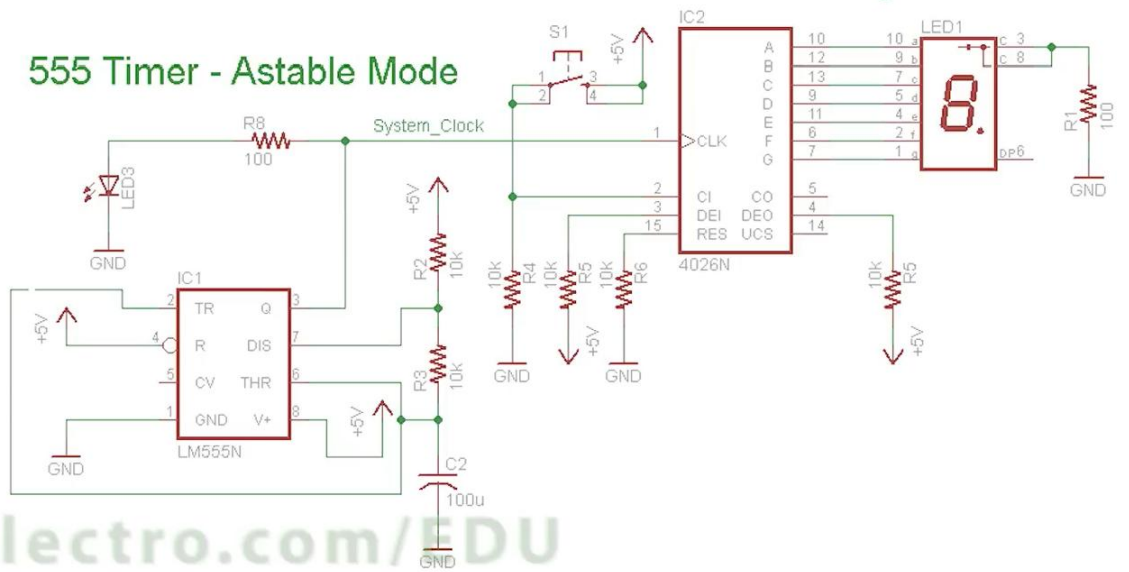 555 Timer - Astable Mode
S1
+5V
1
3
2
4
IC2
A 10
B 12
C 13
D 9
E 11
F 6
G 7
1 CLK
2 CI
3 DEI
15 RES
CO 5
DEO 4
UCS 14
4026N
LED1
10 a
9 b
7 c
5 d
4 e
2 f
1 g
C 3
C 8
DP 6
8.
R1
100
GND
System_Clock
R8
100
LED3
GND
+5V
R2
10k
R3
10k
IC1
2 TR
4 R
5 CV
1 GND
Q 3
DIS 7
THR 6
V+ 8
LM555N
+5V
+5V
GND
C2
100u
GND
10k
R4
GND
10k
R5
+5V
10k
R6
GND
10k
R5
+5V
lectro.com/EDU